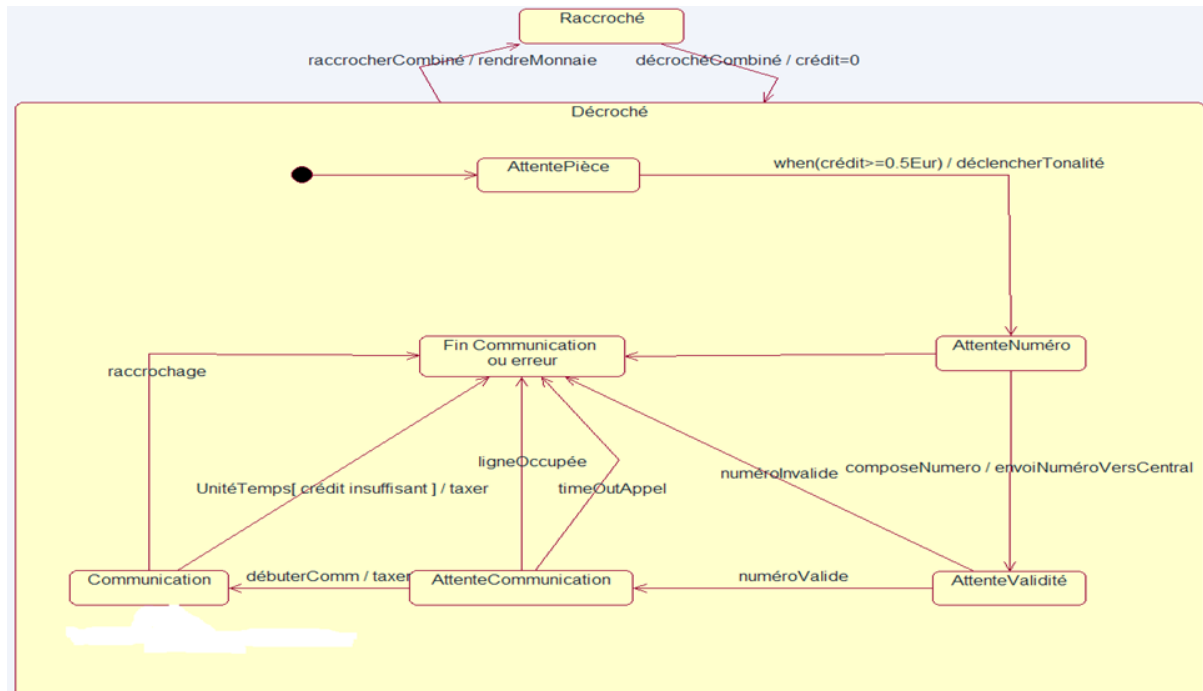 Raccroché
raccrocherCombiné / rendreMonnaie
décrochéCombiné / crédit=0
Décroché
AttentePièce
when(crédit>=0.5Eur) / déclencherTonalité
Fin Communication
ou erreur
AttenteNuméro
raccrochage
ligneOccupée
numéroInvalide
composeNumero / envoiNuméroVersCentral
UnitéTemps[ crédit insuffisant ] / taxer
timeOutAppel
Communication
débuterComm / taxer
AttenteCommunication
numéroValide
AttenteValidité